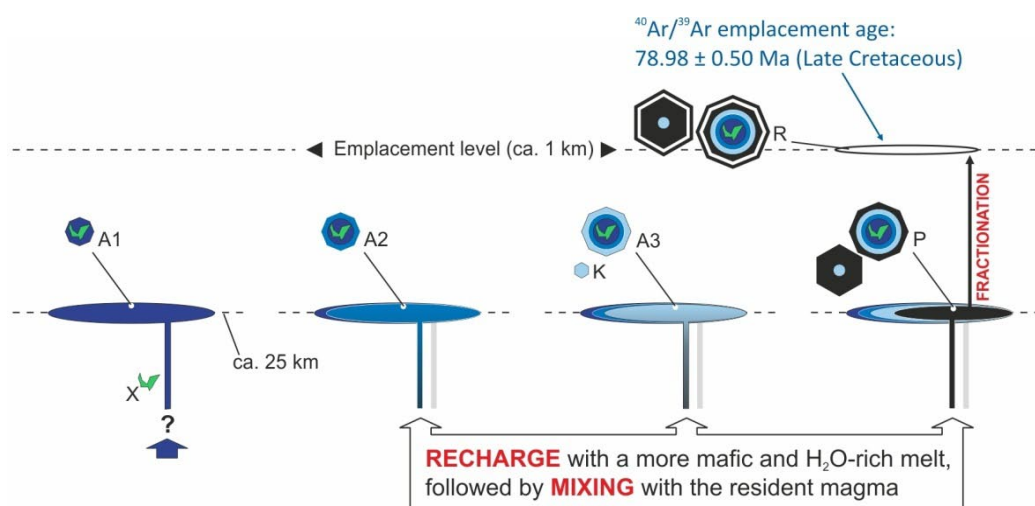 ⁴⁰Ar/³⁹Ar emplacement age:
78.98 ± 0.50 Ma (Late Cretaceous)
R
◄ Emplacement level (ca. 1 km) ►
A1
A2
A3
K
P
FRACTIONATION
ca. 25 km
X
?
RECHARGE with a more mafic and H₂O-rich melt,
followed by MIXING with the resident magma